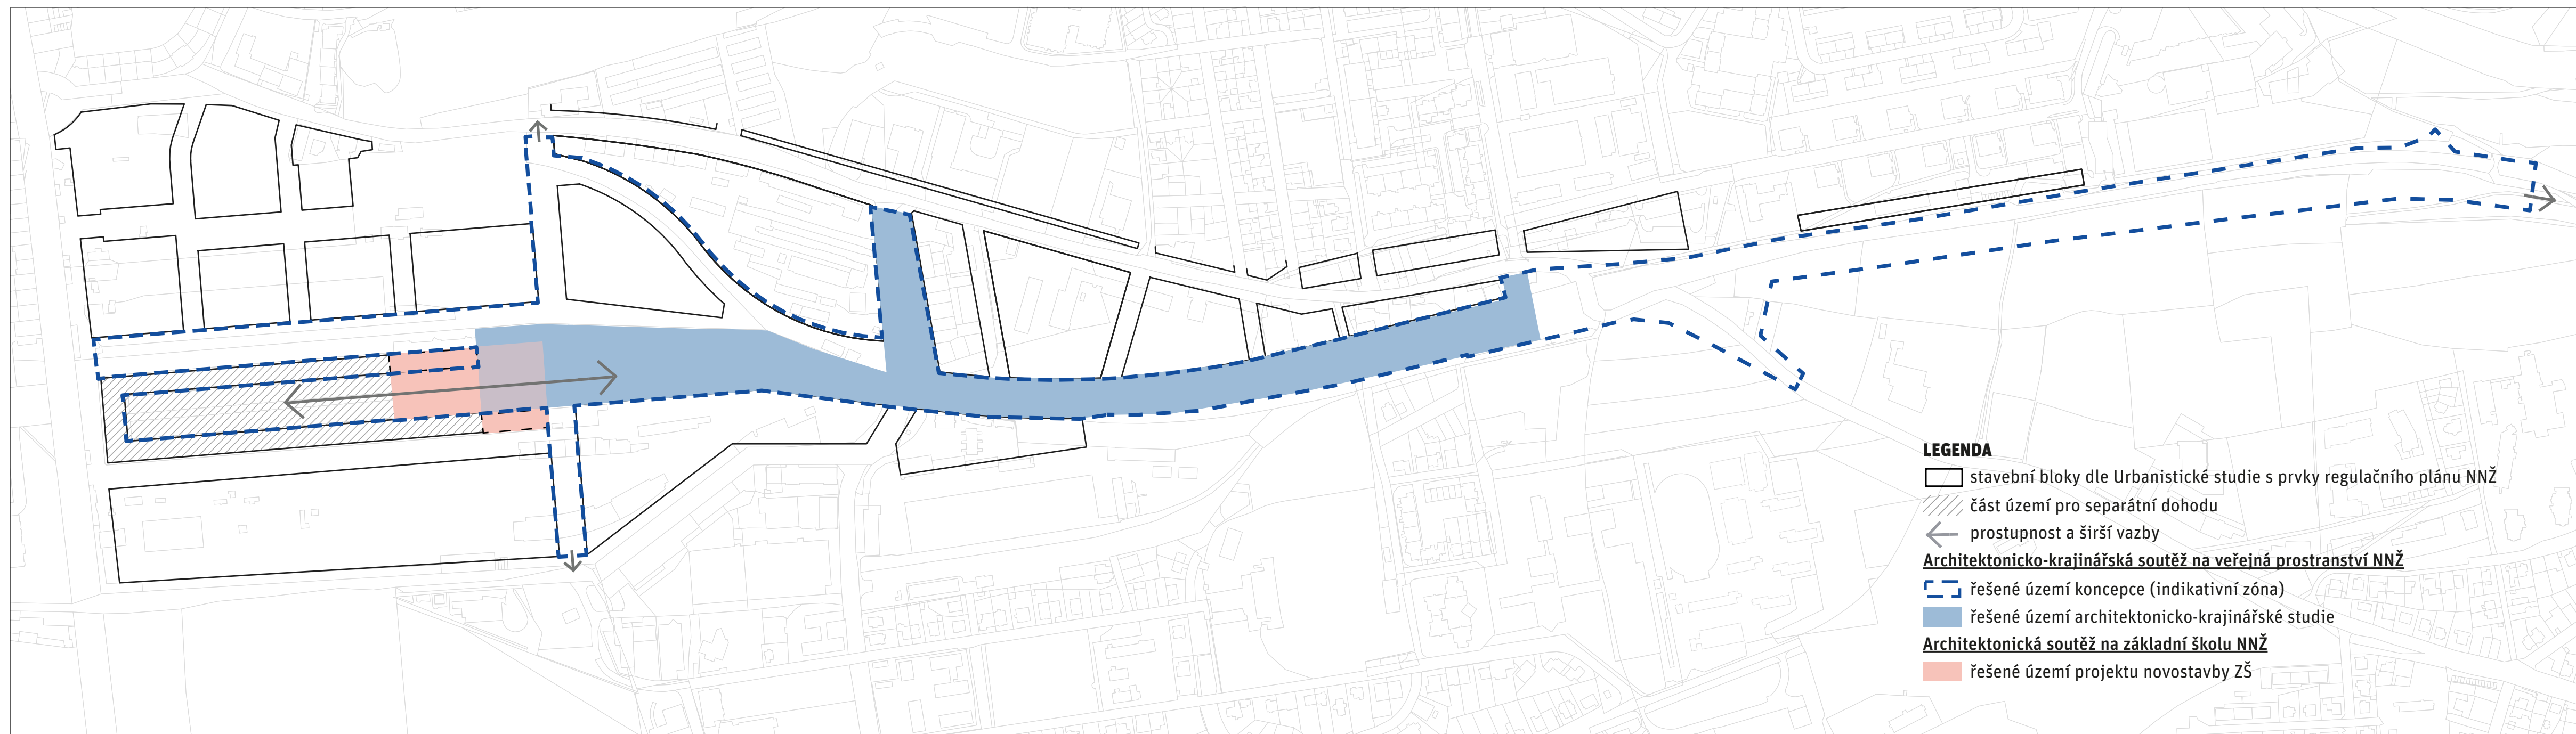 LEGENDA
stavební bloky dle Urbanistické studie s prvky regulačního plánu NNŽ
část území pro separátní dohodu
prostupnost a širší vazby
Architektonicko-krajinářská soutěž na veřejná prostranství NNŽ
řešené území koncepce (indikativní zóna)
řešené území architektonicko-krajinářské studie
Architektonická soutěž na základní školu NNŽ
řešené území projektu novostavby ZŠ